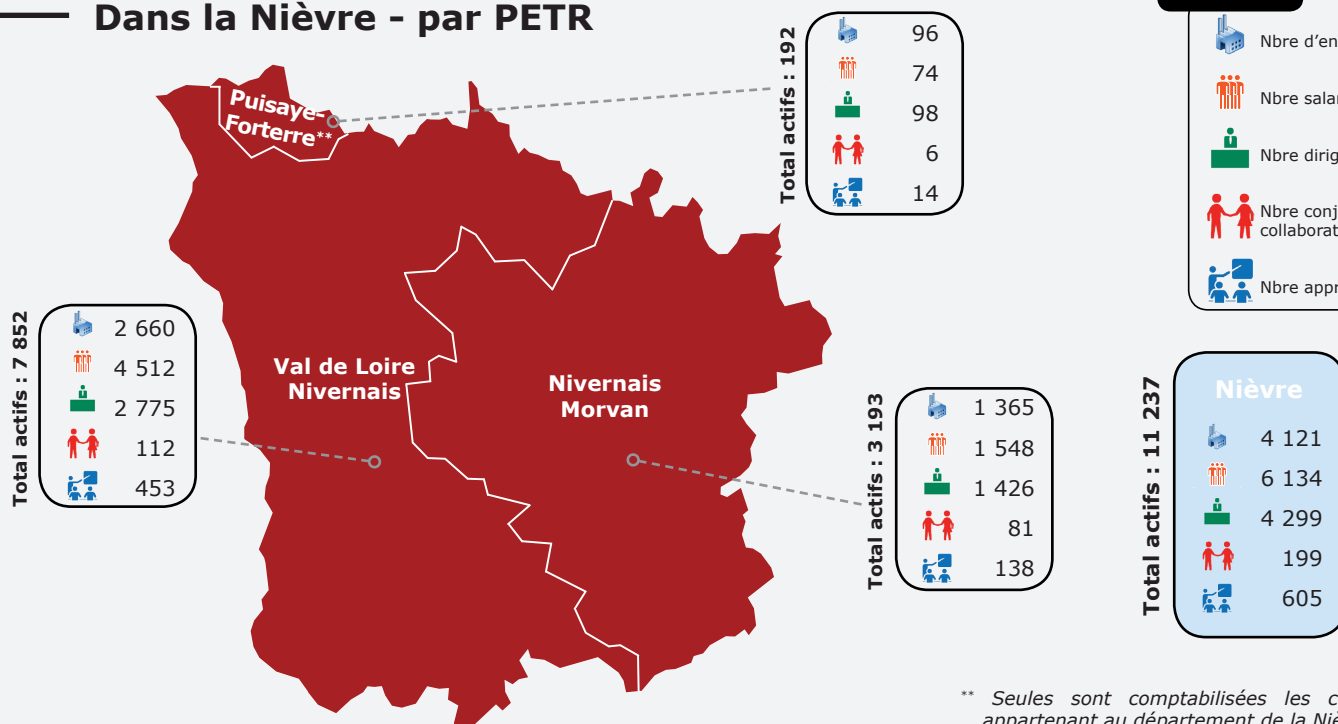 Dans la Nièvre - par PETR
Puisaye-
Forterre**
Total actifs : 192
96
74
98
6
14
Nbre d'en
Nbre salar
Nbre dirig
Nbre conj
collaborat
Nbre appr
Total actifs : 7 852
2 660
4 512
2 775
112
453
Val de Loire
Nivernais
Nivernais
Morvan
Total actifs : 3 193
1 365
1 548
1 426
81
138
Total actifs : 11 237
Nièvre
4 121
6 134
4 299
199
605
** Seules sont comptabilisées les c
appartenant au département de la Niè